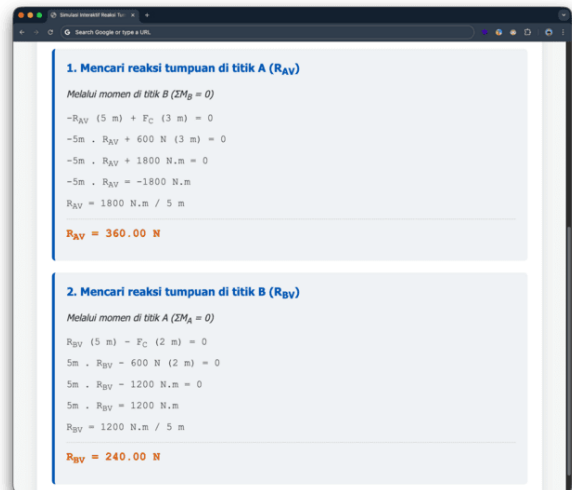 Simulasi Interaktif Reaksi Tum
Search Google or type a URL
1. Mencari reaksi tumpuan di titik A (RAV)
Melalui momen di titik B (ΣMB = 0)
-RAV (5 m) + FC (3 m) = 0
-5m . RAV + 600 N (3 m) = 0
-5m . RAV + 1800 N.m = 0
-5m . RAV = -1800 N.m
RAV = 1800 N.m / 5 m
RAV = 360.00 N
2. Mencari reaksi tumpuan di titik B (RBV)
Melalui momen di titik A (ΣMA = 0)
RBV (5 m) - FC (2 m) = 0
5m . RBV - 600 N (2 m) = 0
5m . RBV - 1200 N.m = 0
5m . RBV = 1200 N.m
RBV = 1200 N.m / 5 m
RBV = 240.00 N